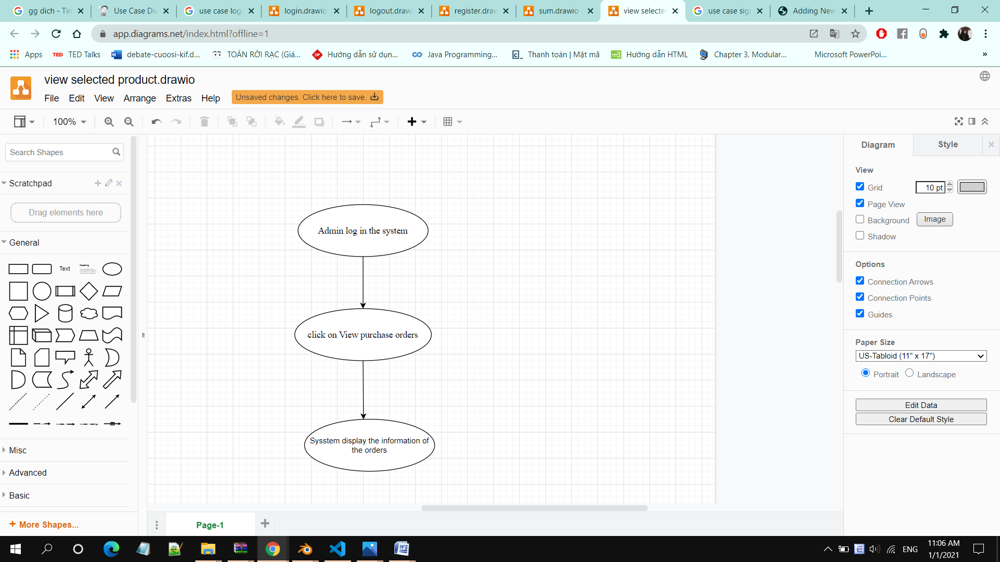 gg dich - Tin
Use Case Dia
use case log
login.drawio
logout.drawi
register.draw
sum.drawio
view selected
use case sig
Adding New
app.diagrams.net/index.html?offline=1
Apps
TED TED Talks
debate-cuoosi-kif.d...
TOÁN RỜI RẠC (Giá...
Hướng dẫn sử dụn...
Java Programming...
Thanh toán | Mật mã
Hướng dẫn HTML
Chapter 3. Modular...
Microsoft PowerPoi...
»
view selected product.drawio
File Edit View Arrange Extras Help
Unsaved changes. Click here to save.
100%
Search Shapes
Scratchpad
Drag elements here
General
Text
Heading
Misc
Advanced
Basic
+ More Shapes...
Admin log in the system
click on View purchase orders
Sysstem display the information of
the orders
Page-1
Diagram
Style
View
Grid
10 pt
Page View
Background
Image
Shadow
Options
Connection Arrows
Connection Points
Guides
Paper Size
US-Tabloid (11" x 17")
Portrait
Landscape
Edit Data
Clear Default Style
ENG
11:06 AM
1/1/2021